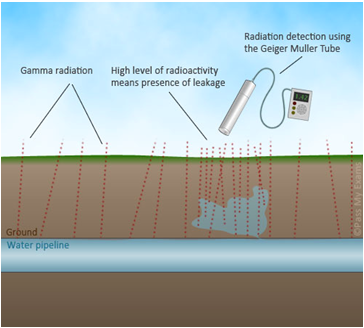 Radiation detection using
the Geiger Muller Tube
Gamma radiation
High level of radioactivity
means presence of leakage
Ground
Water pipeline